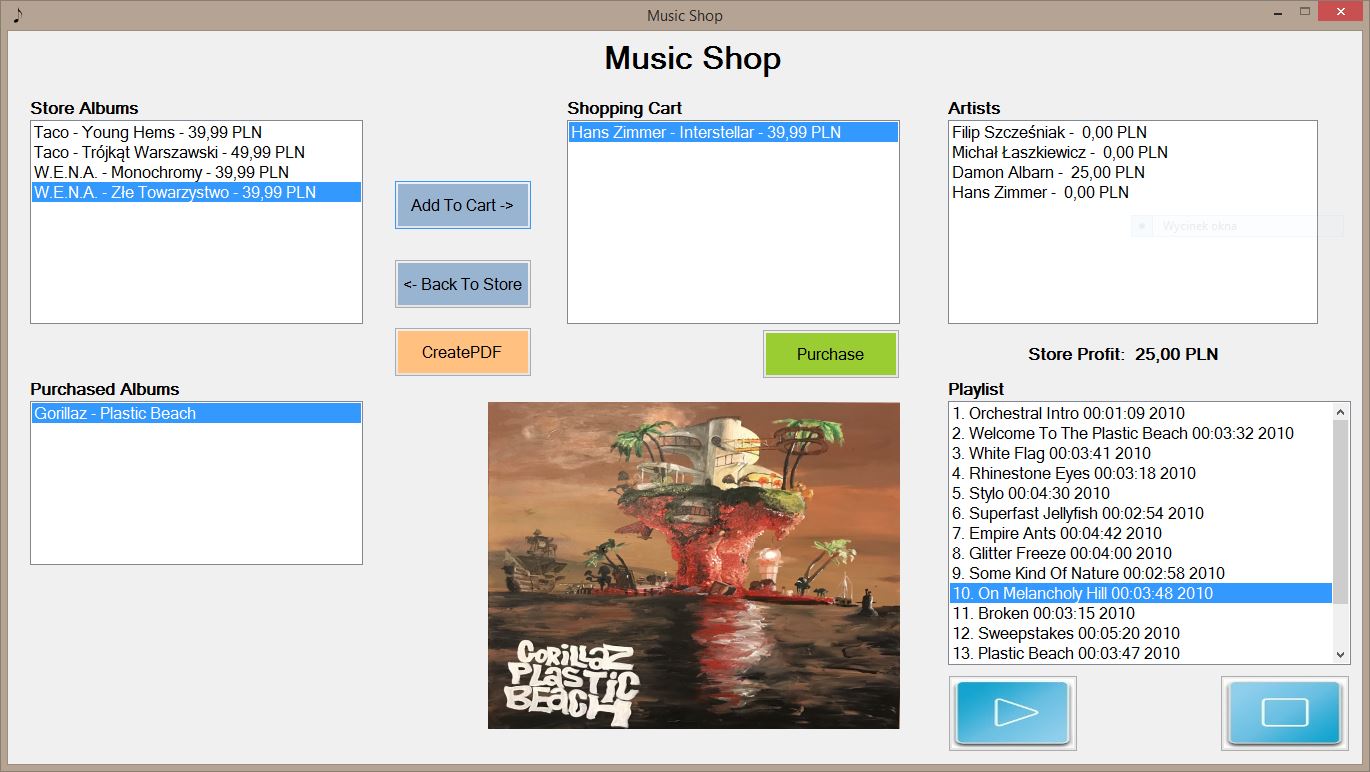 Music Shop
Music Shop
Store Albums
Taco - Young Hems - 39,99 PLN
Taco - Trójkąt Warszawski - 49,99 PLN
W.E.N.A. - Monochromy - 39,99 PLN
W.E.N.A. - Złe Towarzystwo - 39,99 PLN
Add To Cart ->
<- Back To Store
CreatePDF
Shopping Cart
Hans Zimmer - Interstellar - 39,99 PLN
Purchase
Artists
Filip Szcześniak -  0,00 PLN
Michał Łaszkiewicz -  0,00 PLN
Damon Albarn -  25,00 PLN
Hans Zimmer -  0,00 PLN
Wycinek okna
Store Profit:  25,00 PLN
Purchased Albums
Gorillaz - Plastic Beach
GORILLAZ
PLASTIC
BEACH
Playlist
1. Orchestral Intro 00:01:09 2010
2. Welcome To The Plastic Beach 00:03:32 2010
3. White Flag 00:03:41 2010
4. Rhinestone Eyes 00:03:18 2010
5. Stylo 00:04:30 2010
6. Superfast Jellyfish 00:02:54 2010
7. Empire Ants 00:04:42 2010
8. Glitter Freeze 00:04:00 2010
9. Some Kind Of Nature 00:02:58 2010
10. On Melancholy Hill 00:03:48 2010
11. Broken 00:03:15 2010
12. Sweepstakes 00:05:20 2010
13. Plastic Beach 00:03:47 2010